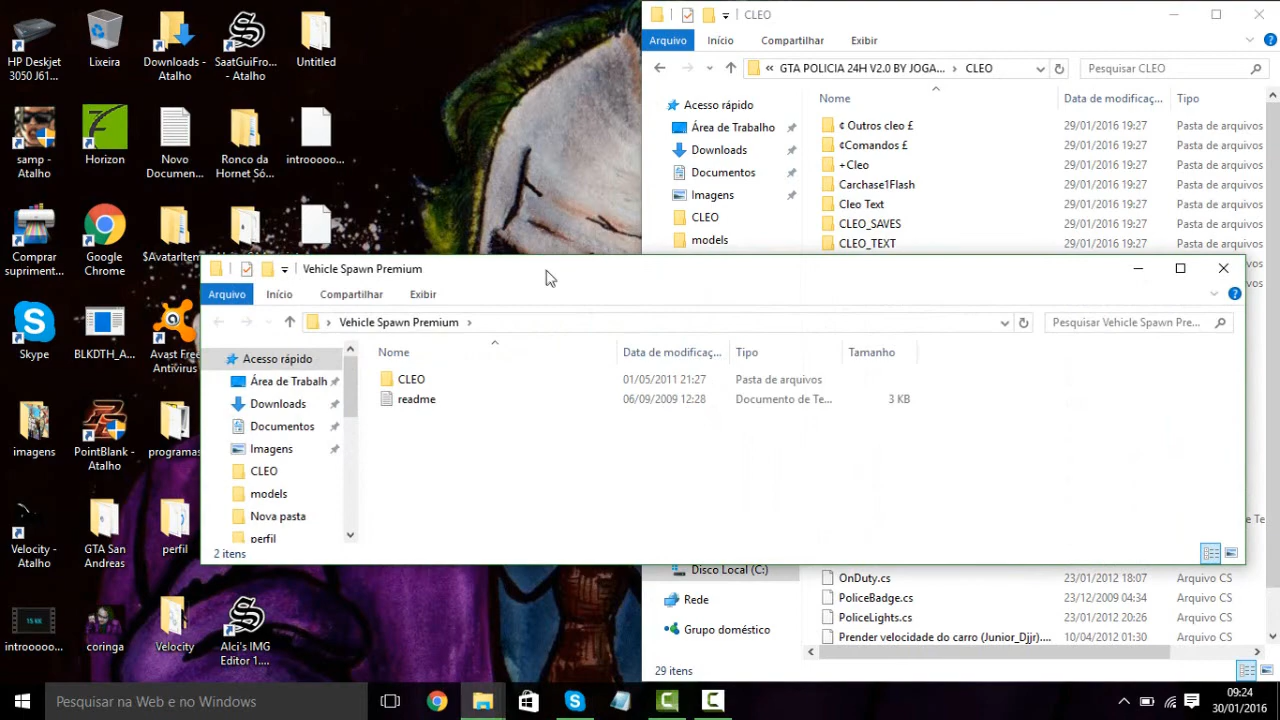 HP Deskjet
3050 J61...
Lixeira
Downloads -
Atalho
SaatGuiFro...
- Atalho
Untitled
samp -
Atalho
Horizon
Novo
Documen...
Ronco da
Hornet Só...
introoooo...
Comprar
supriment...
Google
Chrome
$AvatarItem
Skype
BLKDTH_A...
Avast Free
Antivirus
imagens
PointBlank -
Atalho
programas
Velocity -
Atalho
GTA San
Andreas
perfil
introoooo...
coringa
Velocity
Alci's IMG
Editor 1....
CLEO
Arquivo
Início
Compartilhar
Exibir
« GTA POLICIA 24H V2.0 BY JOGA... › CLEO
Pesquisar CLEO
Nome
Data de modificaç...
Tipo
Acesso rápido
Área de Trabalho
Downloads
Documentos
Imagens
CLEO
models
¢ Outros cleo £ 29/01/2016 19:27 Pasta de arquivos
¢Comandos £ 29/01/2016 19:27 Pasta de arquivos
+Cleo 29/01/2016 19:27 Pasta de arquivos
Carchase1Flash 29/01/2016 19:27 Pasta de arquivos
Cleo Text 29/01/2016 19:27 Pasta de arquivos
CLEO_SAVES 29/01/2016 19:27 Pasta de arquivos
CLEO_TEXT 29/01/2016 19:27 Pasta de arquivos
Vehicle Spawn Premium
Arquivo
Início
Compartilhar
Exibir
Vehicle Spawn Premium ›
Pesquisar Vehicle Spawn Pre...
Nome
Data de modificaç...
Tipo
Tamanho
Acesso rápido
Área de Trabalh
Downloads
Documentos
Imagens
CLEO
models
Nova pasta
perfil
CLEO 01/05/2011 21:27 Pasta de arquivos
readme 06/09/2009 12:28 Documento de Te... 3 KB
2 itens
e Te
Disco Local (C:)
Rede
Grupo doméstico
OnDuty.cs 23/01/2012 18:07 Arquivo CS
PoliceBadge.cs 23/12/2009 04:34 Arquivo CS
PoliceLights.cs 23/01/2012 20:26 Arquivo CS
Prender velocidade do carro (Junior_Djjr).... 10/04/2012 01:30 Arquivo CS
29 itens
Pesquisar na Web e no Windows
09:24
30/01/2016